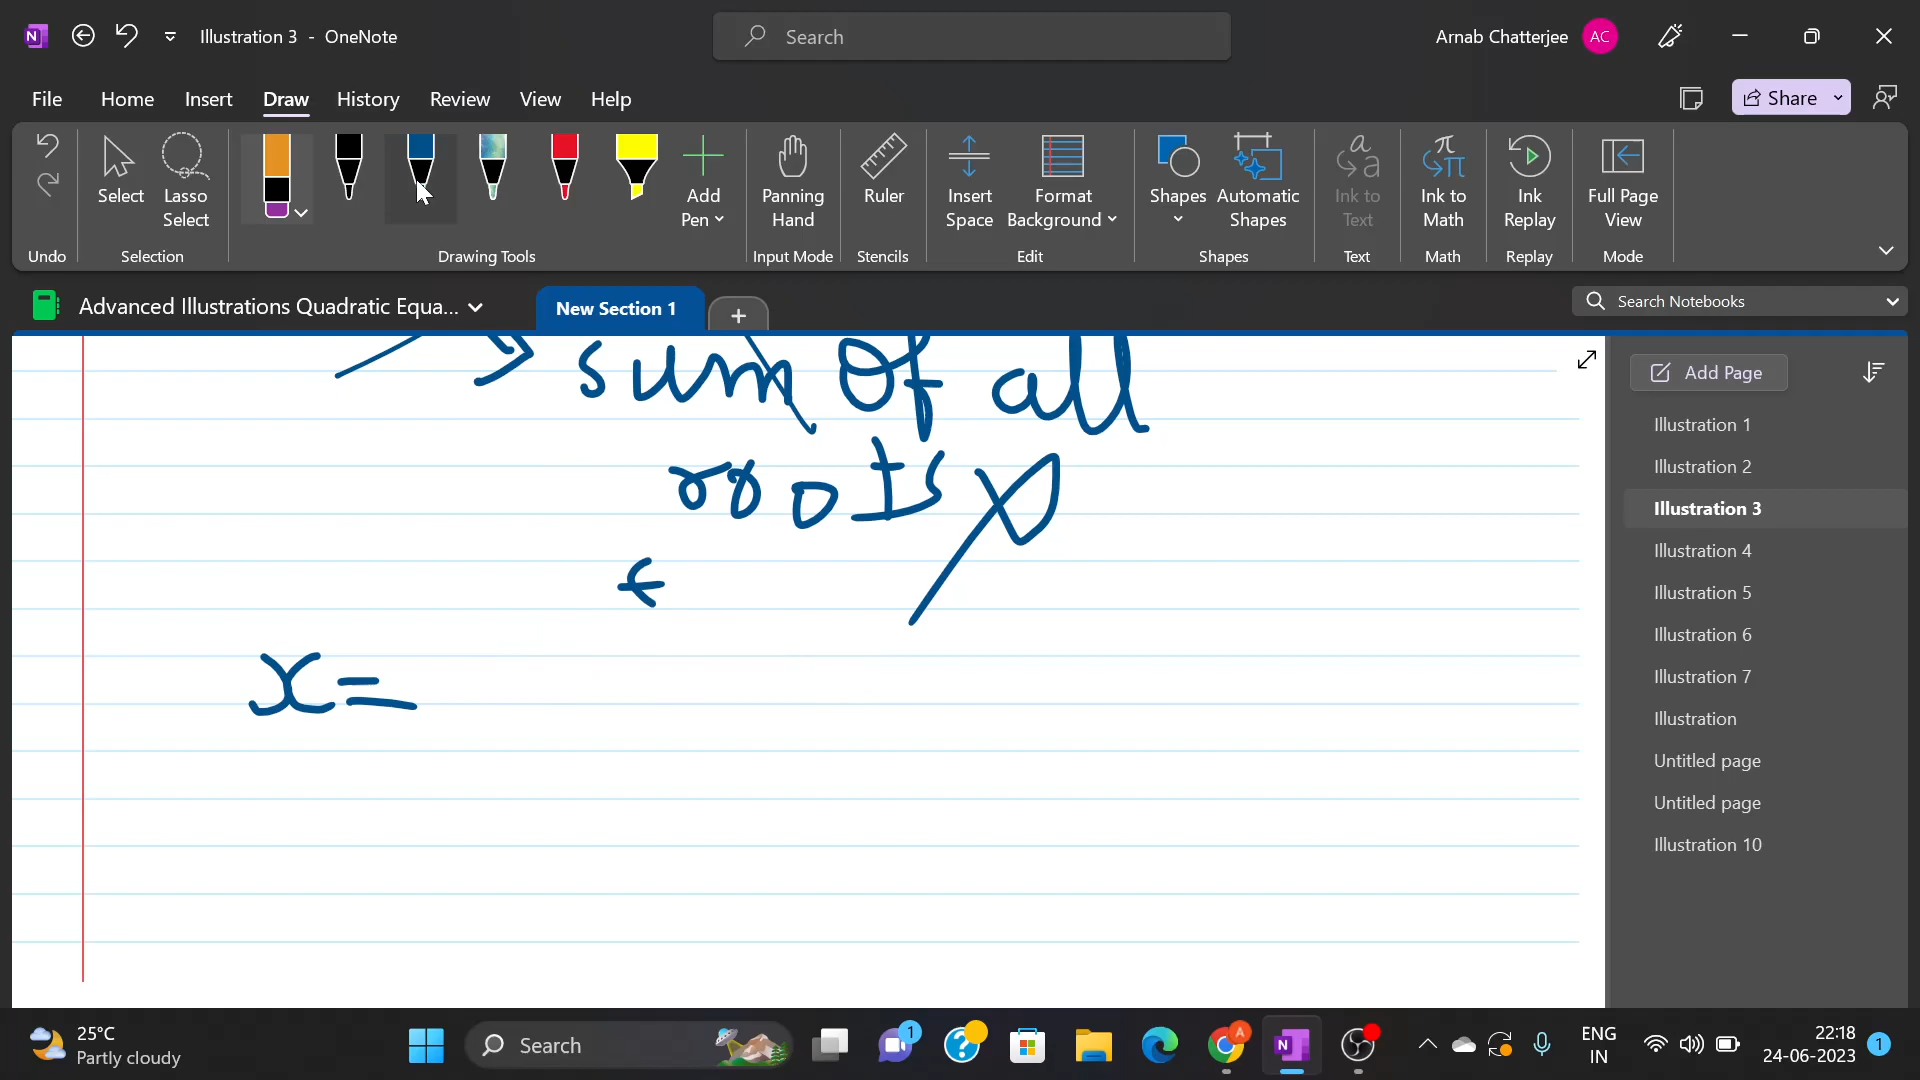 Illustration 3 - OneNote
Search
Arnab Chatterjee
AC
File Home Insert Draw History Review View Help
Share
Select
Lasso Select
Add Pen
Panning Hand
Ruler
Insert Space
Format Background
Shapes
Automatic Shapes
Ink to Text
Ink to Math
Ink Replay
Full Page View
Undo Selection Drawing Tools Input Mode Stencils Edit Shapes Text Math Replay Mode
Advanced Illustrations Quadratic Equa...
New Section 1
Search Notebooks
sum of all
roots
x=
Add Page
Illustration 1
Illustration 2
Illustration 3
Illustration 4
Illustration 5
Illustration 6
Illustration 7
Illustration
Untitled page
Untitled page
Illustration 10
25°C
Partly cloudy
Search
1
A
ENG
IN
22:18
24-06-2023
1